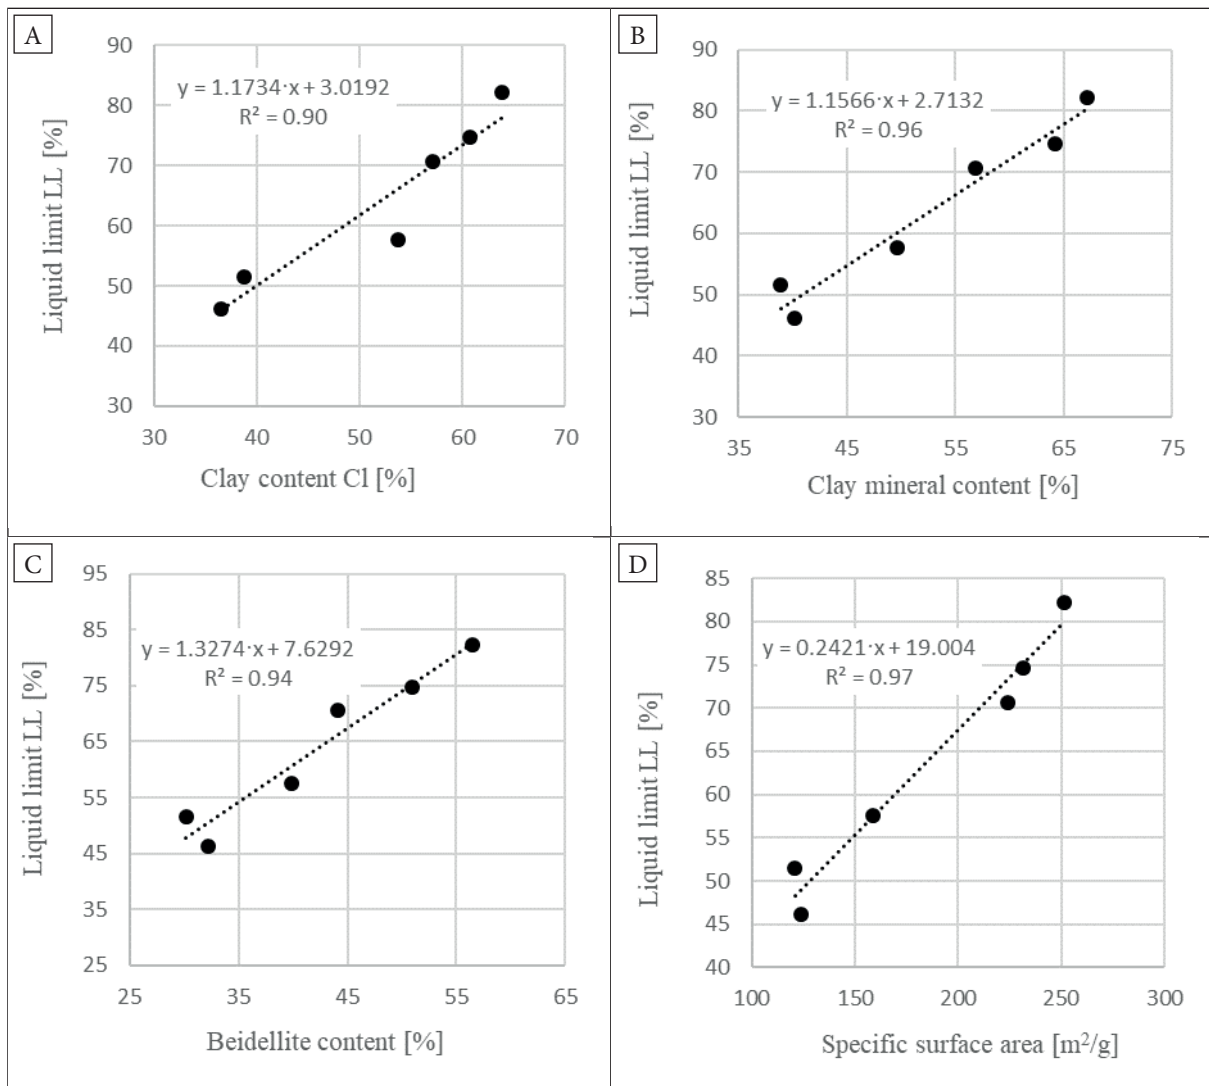 A
90
80
70
60
50
40
30
30 40 50 60 70
y = 1.1734·x + 3.0192
R² = 0.90
Liquid limit LL [%]
Clay content Cl [%]
B
90
80
70
60
50
40
30
35 45 55 65 75
y = 1.1566·x + 2.7132
R² = 0.96
Liquid limit LL [%]
Clay mineral content [%]
C
95
85
75
65
55
45
35
25
25 35 45 55 65
y = 1.3274·x + 7.6292
R² = 0.94
Liquid limit LL [%]
Beidellite content [%]
D
85
80
75
70
65
60
55
50
45
40
100 150 200 250 300
y = 0.2421·x + 19.004
R² = 0.97
Liquid limit LL [%]
Specific surface area [m²/g]